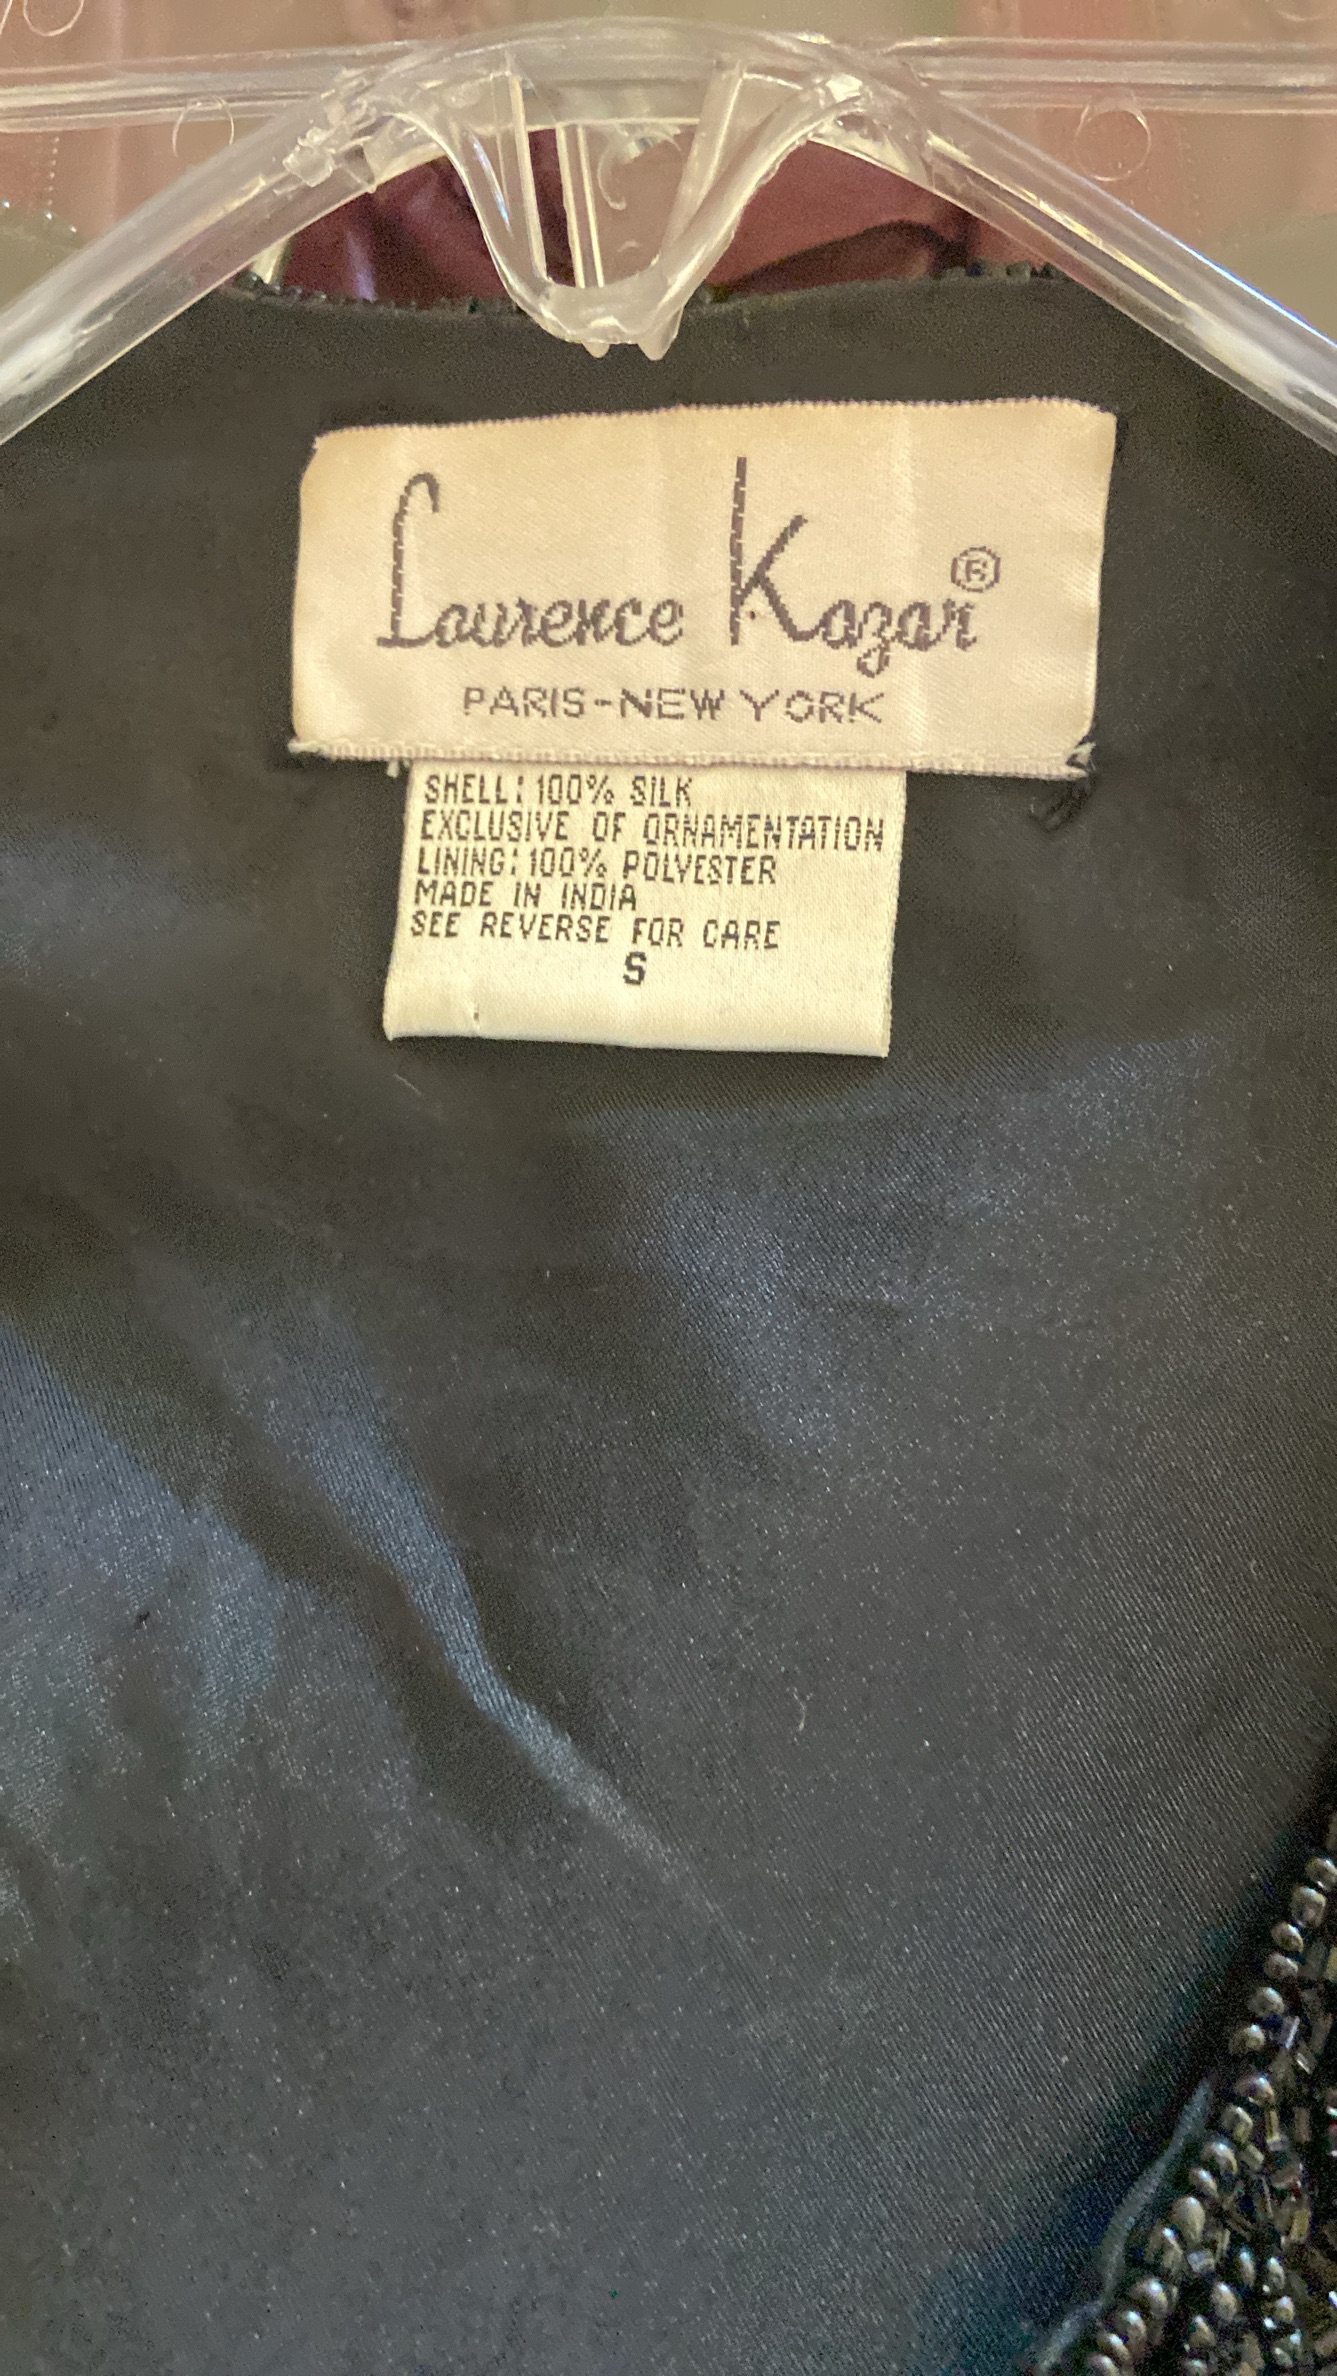 Laurence Kazar®
PARIS-NEW YORK
SHELL: 100% SILK
EXCLUSIVE OF ORNAMENTATION
LINING: 100% POLYESTER
MADE IN INDIA
SEE REVERSE FOR CARE
S